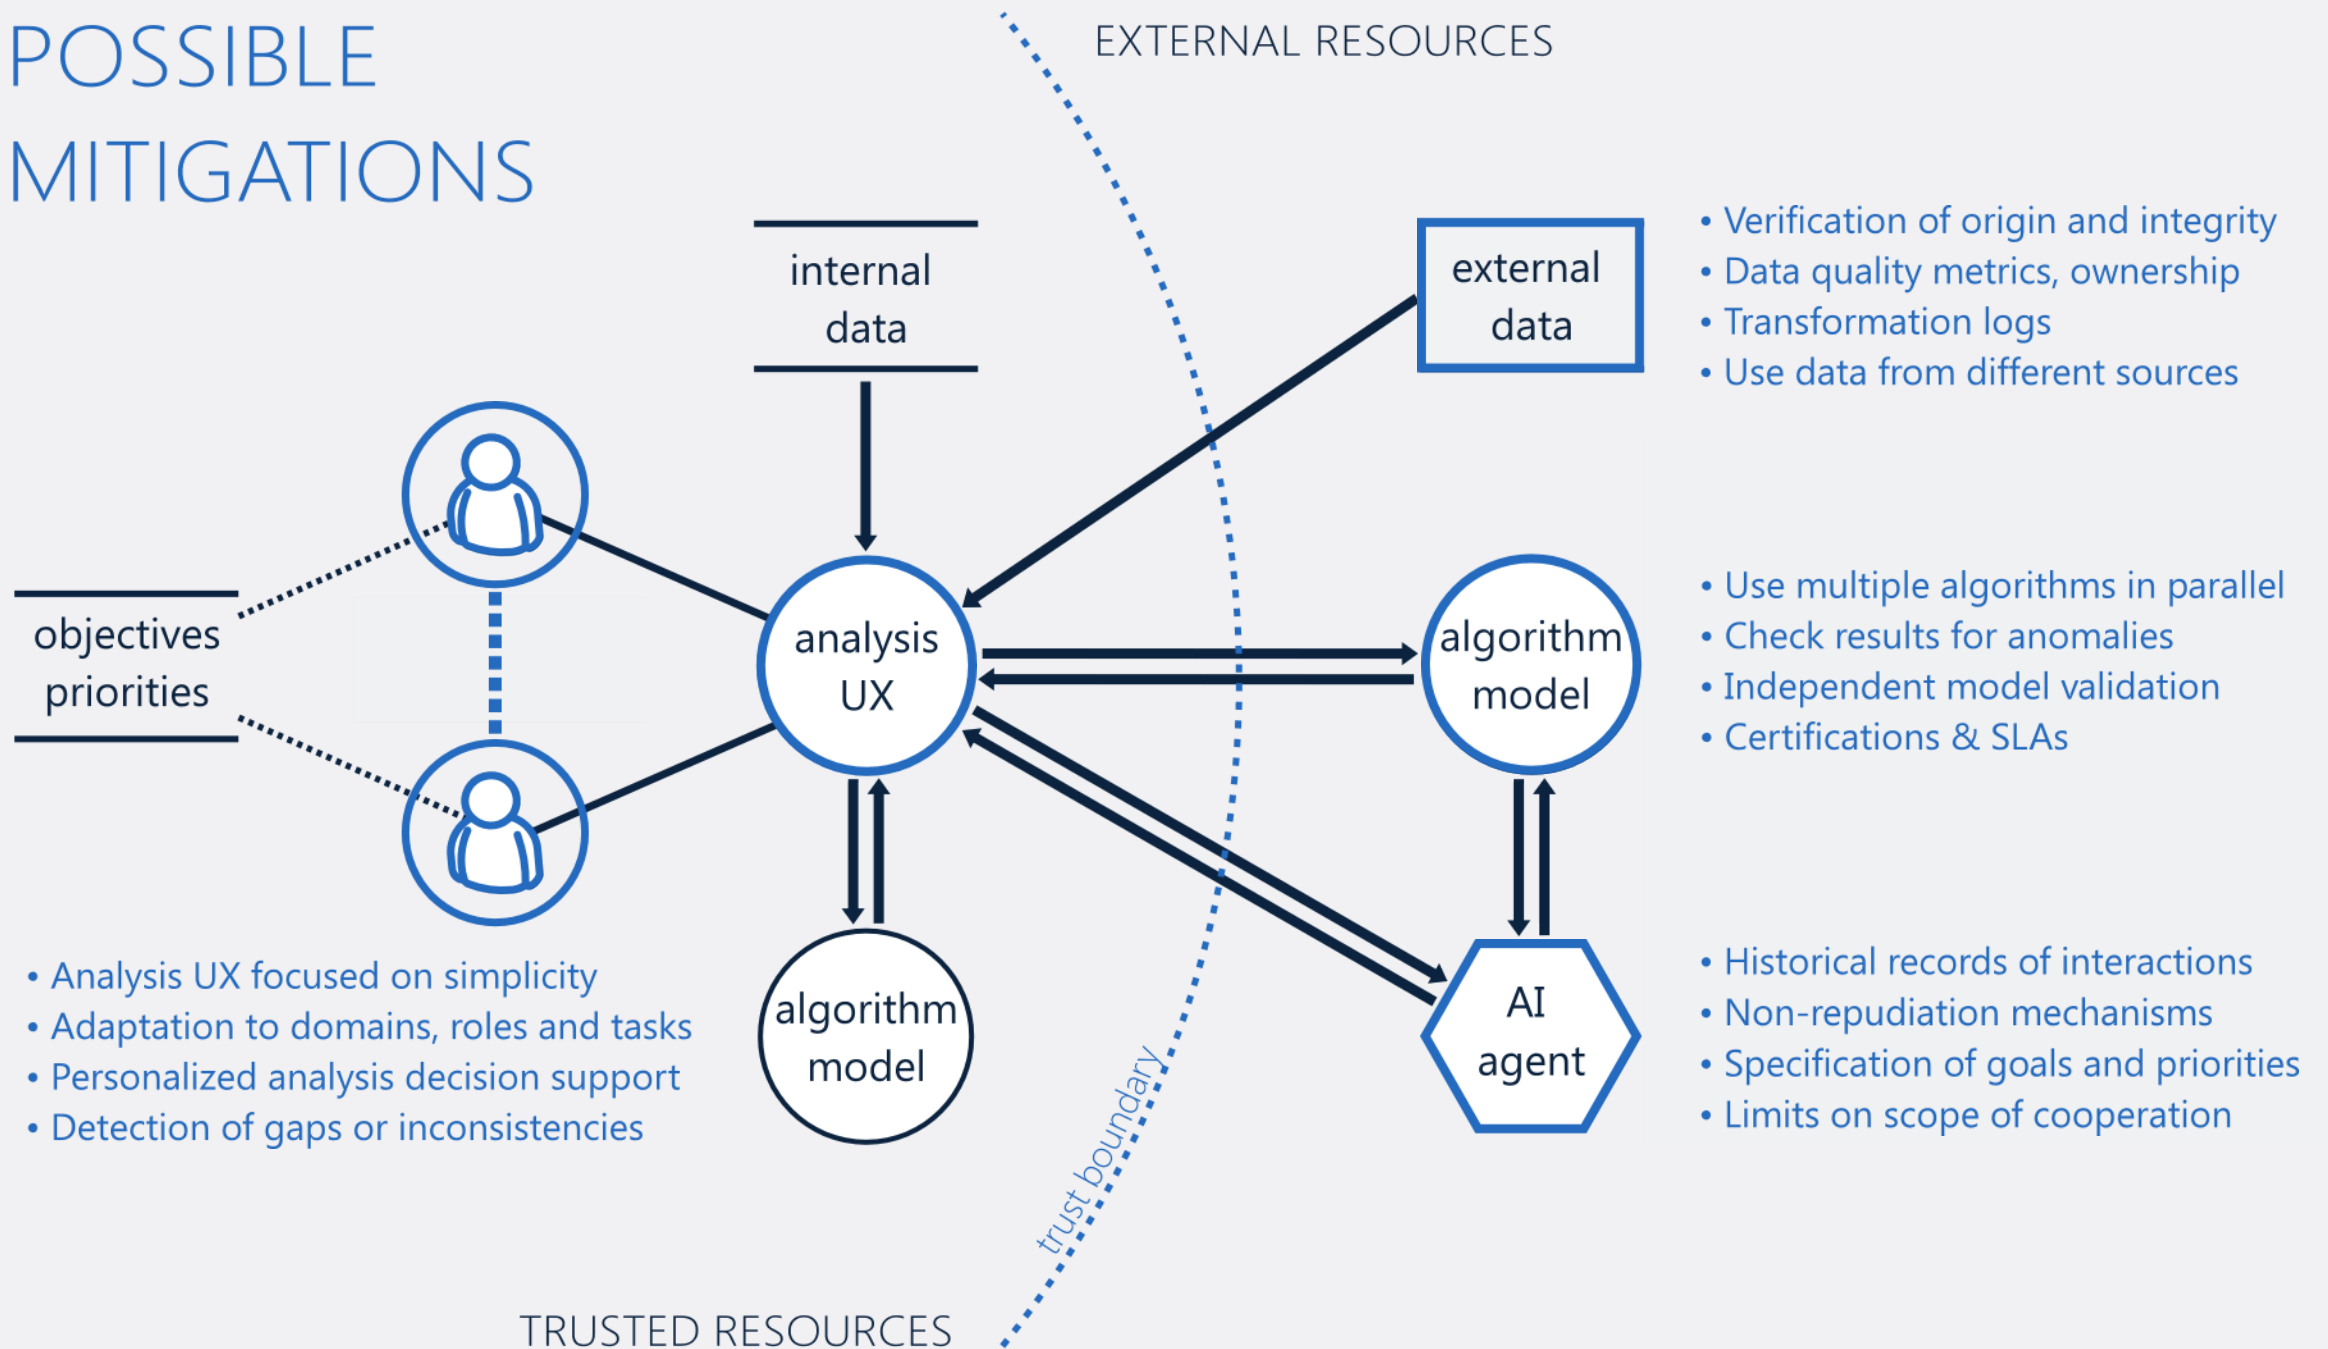 POSSIBLE
MITIGATIONS
EXTERNAL RESOURCES
internal
data
external
data
• Verification of origin and integrity
• Data quality metrics, ownership
• Transformation logs
• Use data from different sources
objectives
priorities
analysis
UX
algorithm
model
• Use multiple algorithms in parallel
• Check results for anomalies
• Independent model validation
• Certifications & SLAs
• Analysis UX focused on simplicity
• Adaptation to domains, roles and tasks
• Personalized analysis decision support
• Detection of gaps or inconsistencies
algorithm
model
trust boundary
AI
agent
• Historical records of interactions
• Non-repudiation mechanisms
• Specification of goals and priorities
• Limits on scope of cooperation
TRUSTED RESOURCES